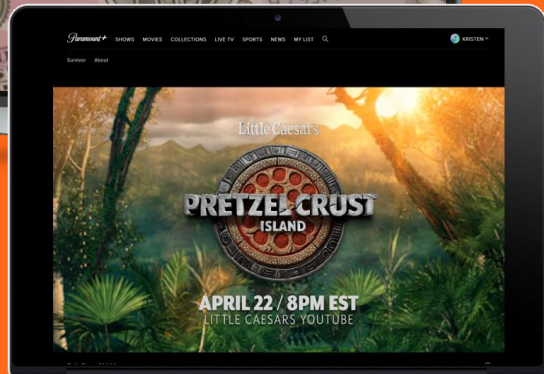 Paramount+ SHOWS MOVIES COLLECTIONS LIVE TV SPORTS NEWS MY LIST KRISTEN
Survivor About
Little Caesars
PRETZEL CRUST
ISLAND
APRIL 22 / 8PM EST
LITTLE CAESARS YOUTUBE